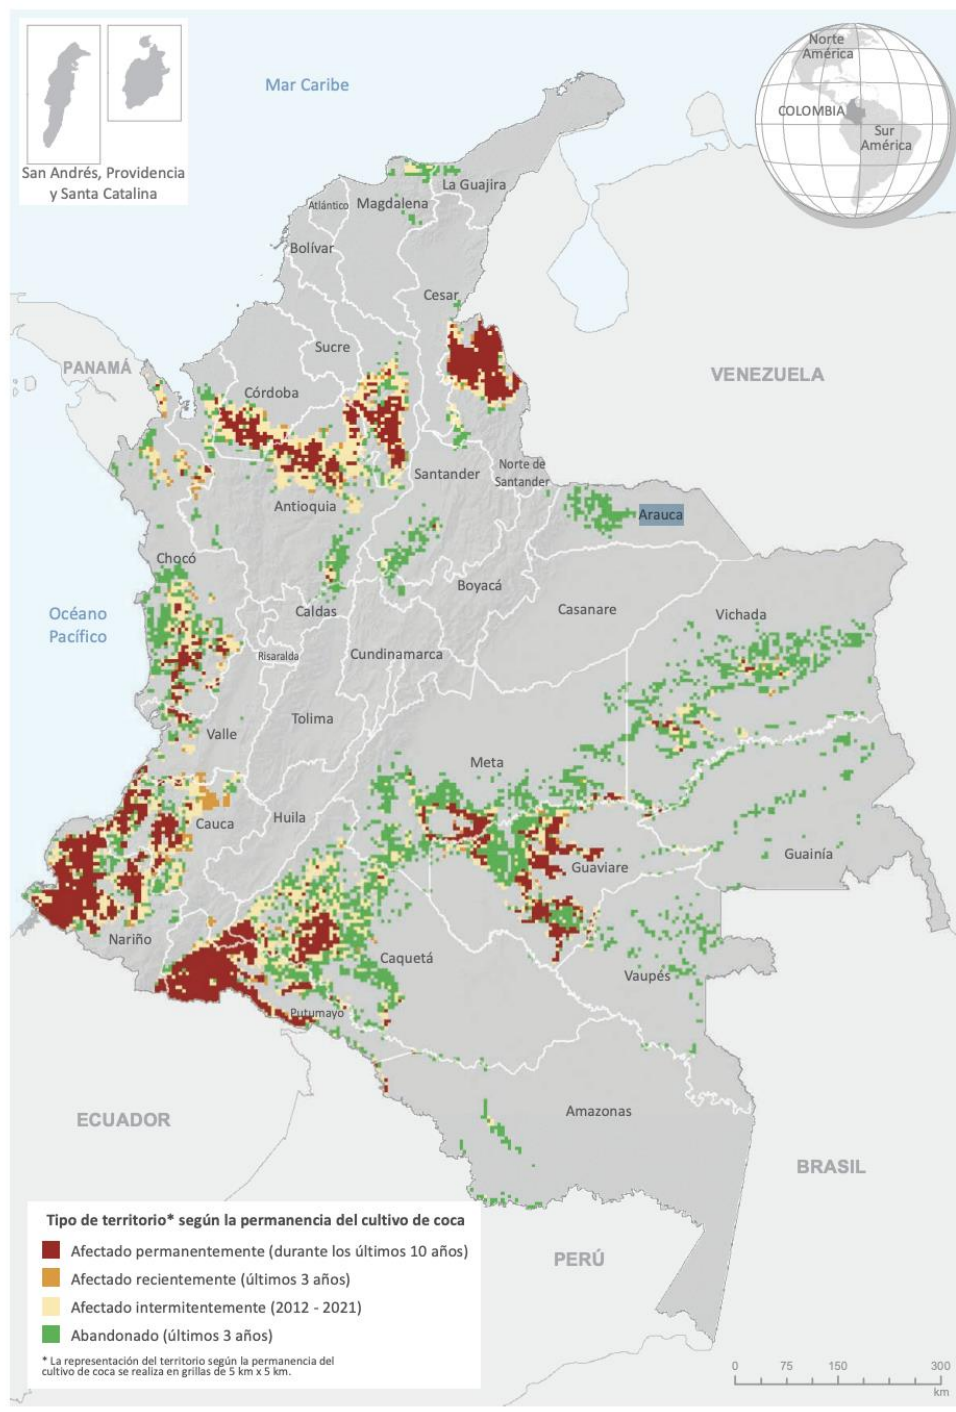 Norte
América
Mar Caribe
COLOMBIA
Sur
América
San Andrés, Providencia
y Santa Catalina
La Guajira
Atlántico
Magdalena
Bolívar
Cesar
Sucre
PANAMÁ
VENEZUELA
Córdoba
Norte de
Santander
Santander
Antioquia
Arauca
Chocó
Boyacá
Caldas
Casanare
Océano
Pacífico
Vichada
Risaralda
Cundinamarca
Tolima
Valle
Meta
Cauca
Huila
Guaviare
Guainía
Nariño
Caquetá
Vaupés
Putumayo
ECUADOR
Amazonas
BRASIL
PERÚ
Tipo de territorio* según la permanencia del cultivo de coca
Afectado permanentemente (durante los últimos 10 años)
Afectado recientemente (últimos 3 años)
Afectado intermitentemente (2012 - 2021)
Abandonado (últimos 3 años)
* La representación del territorio según la permanencia del
cultivo de coca se realiza en grillas de 5 km x 5 km.
0 75 150 300
km